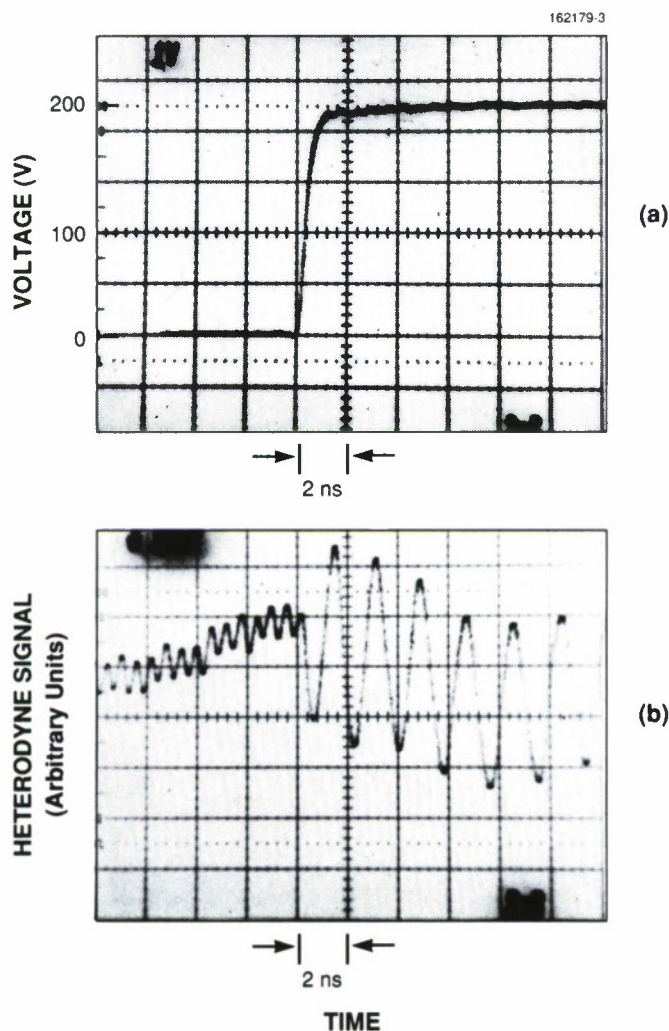 162179-3
VOLTAGE (V)
200
100
0
(a)
2 ns
HETERODYNE SIGNAL
(Arbitrary Units)
(b)
2 ns
TIME